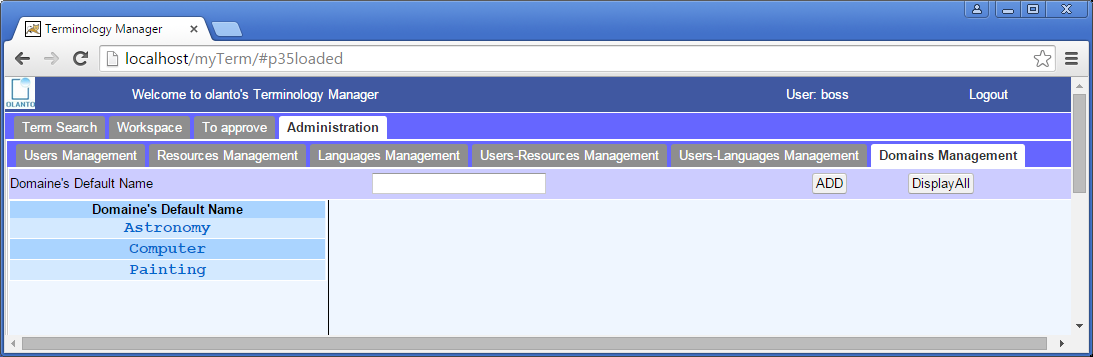 Terminology Manager
localhost/myTerm/#p35loaded
OLANTO
Welcome to olanto's Terminology Manager User: boss Logout
Term Search Workspace To approve Administration
Users Management Resources Management Languages Management Users-Resources Management Users-Languages Management Domains Management
Domaine's Default Name ADD DisplayAll
Domaine's Default Name
Astronomy
Computer
Painting